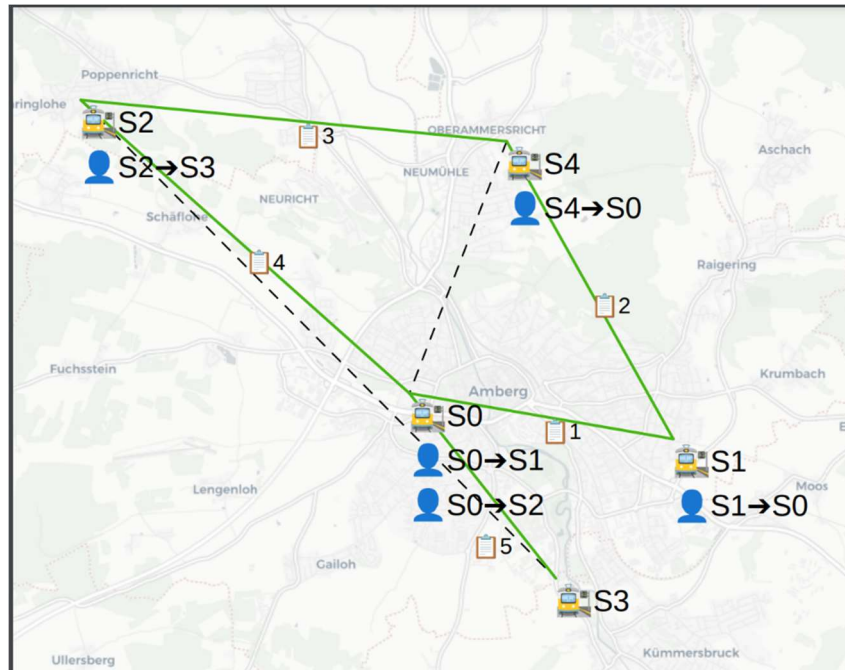 Poppenricht
aringlohe
S2
3
OBERAMMERSRICHT
S2➔S3
NEUMÜHLE
S4
Aschach
NEURICHT
S4➔S0
Schäflohe
4
Raigering
2
Fuchsstein
Amberg
Krumbach
S0
1
S0➔S1
S1
Lengenloh
S0➔S2
S1➔S0
Moos
5
Gailoh
S3
Kümmersbruck
Ullersberg